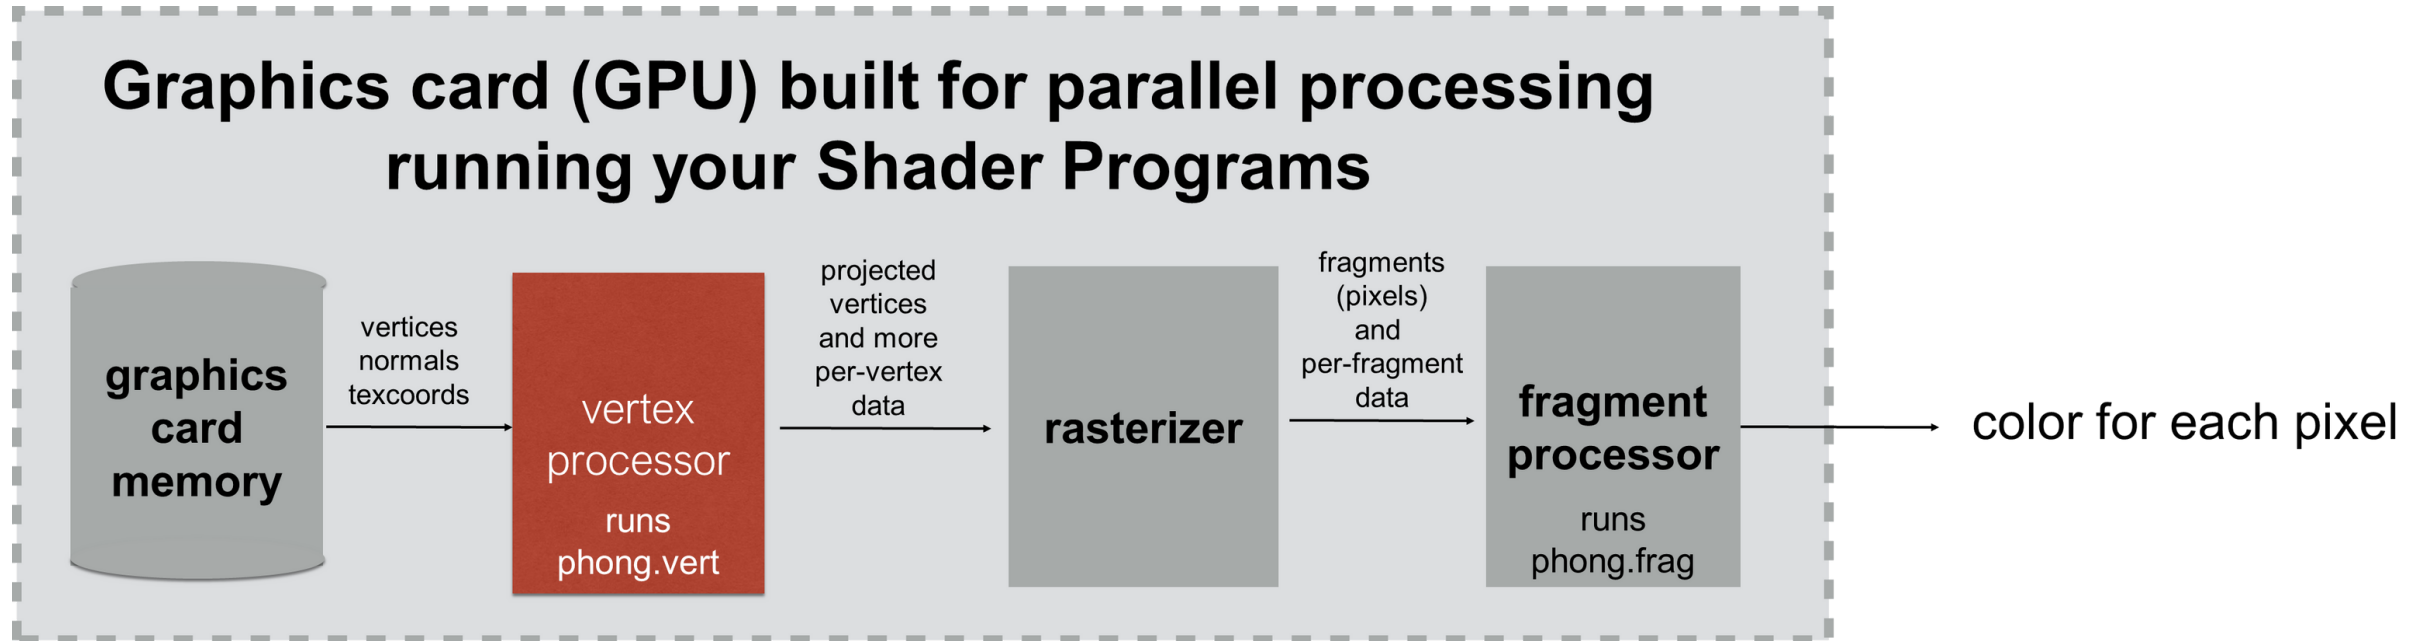 Graphics card (GPU) built for parallel processing
running your Shader Programs
graphics
card
memory
vertices
normals
texcoords
vertex
processor
runs
phong.vert
projected
vertices
and more
per-vertex
data
rasterizer
fragments
(pixels)
and
per-fragment
data
fragment
processor
runs
phong.frag
color for each pixel